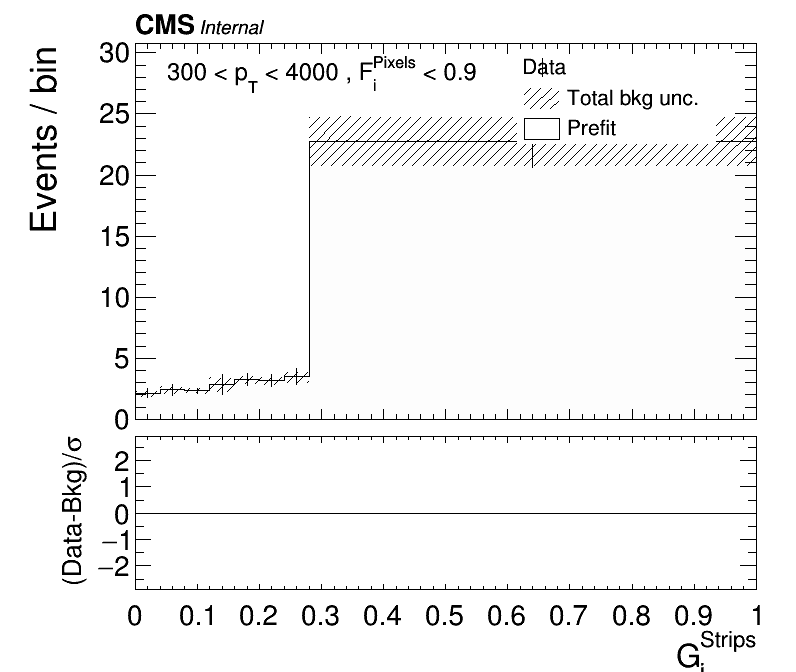 CMS Internal
300 < p_T < 4000 , F_i^Pixels < 0.9
Data
Total bkg unc.
Prefit
Events / bin
30
25
20
15
10
5
0
(Data-Bkg)/σ
2
1
0
−1
−2
0 0.1 0.2 0.3 0.4 0.5 0.6 0.7 0.8 0.9 1
G_i^Strips